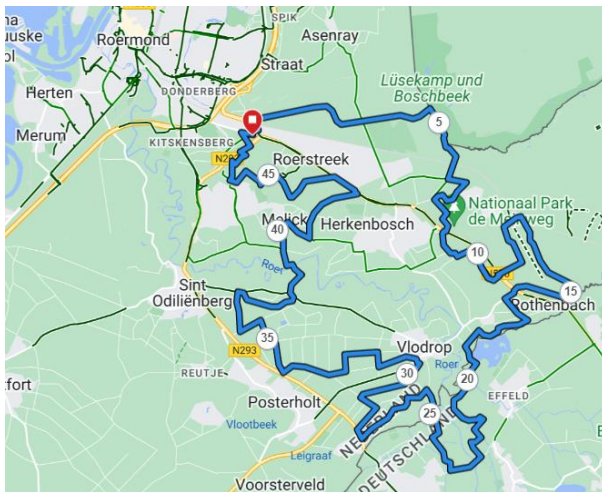 SPIK
Roermond
Asenray
Straat
Herten
DONDERBERG
Lüsekamp und
Boschbeek
Merum
KITSKENSBERG
5
Roerstreek
45
Nationaal Park
de Meinweg
Melick
40
Herkenbosch
10
Roer
Sint
Odiliënberg
15
Rothenbach
35
Vlodrop
N293
Roer
REUTJE
30
20
EFFELD
Posterholt
25
NEDERLAND
Vlootbeek
DEUTSCHLAND
Leigraaf
Voorsterveld